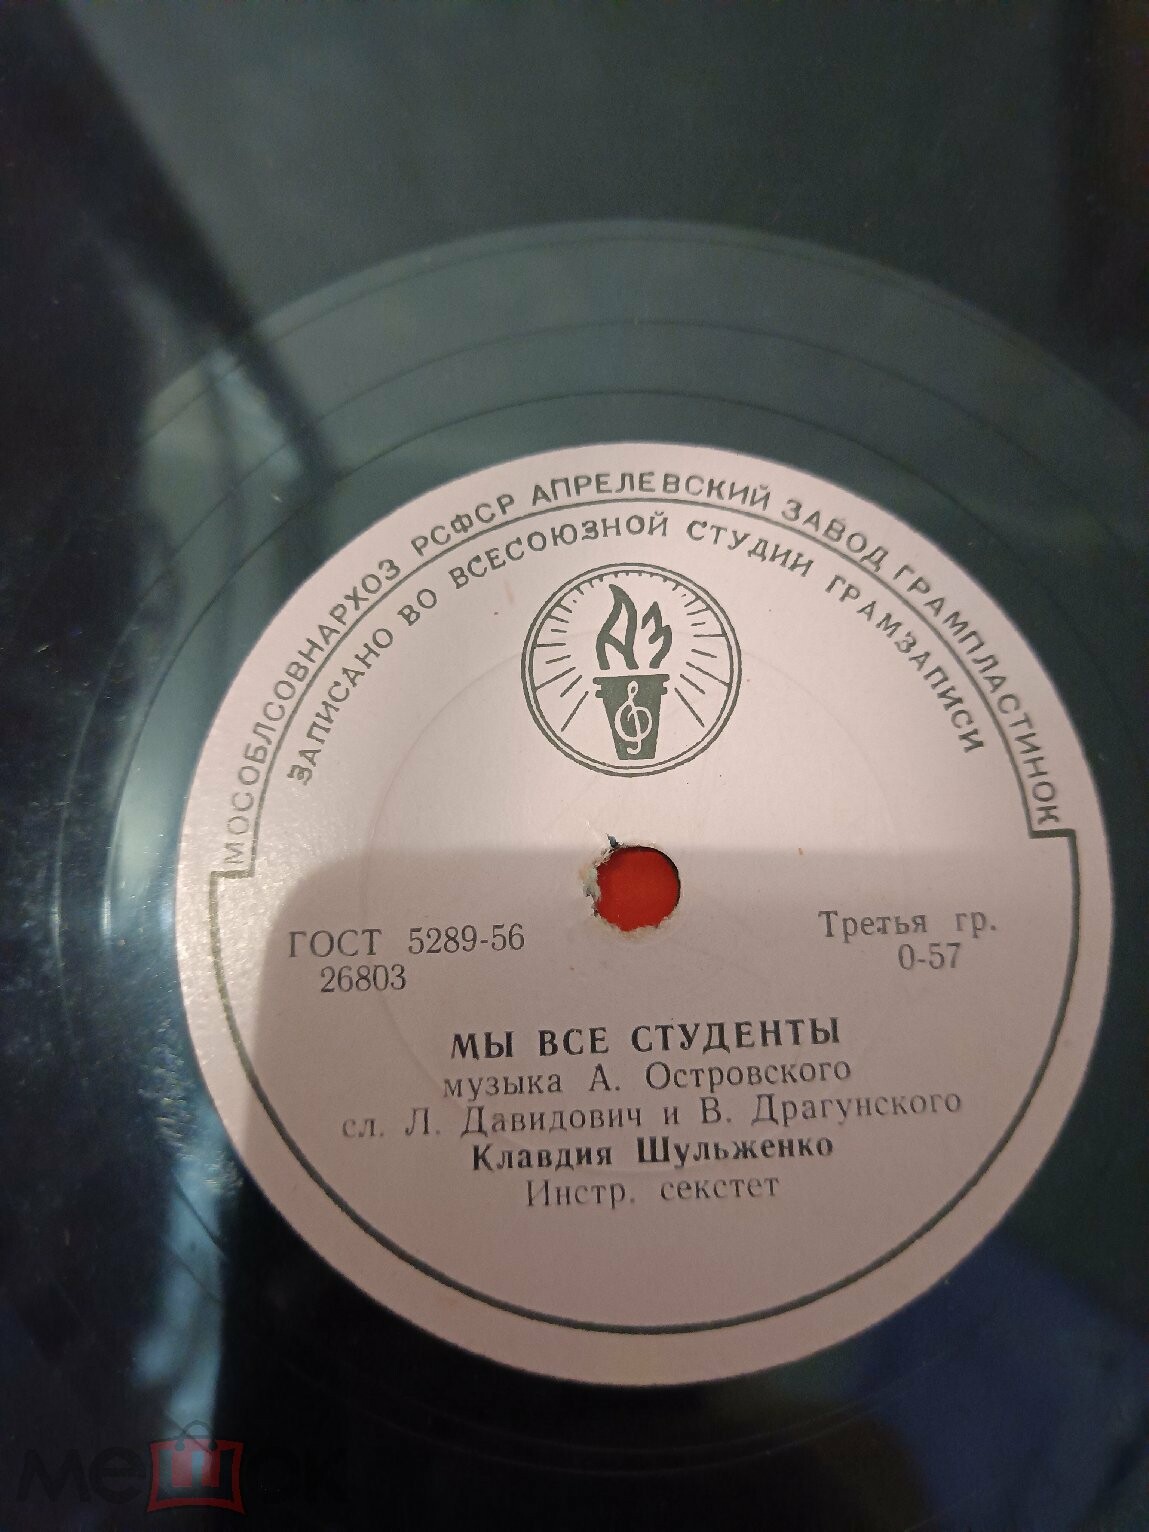 МОСОБЛСОВНАРХОЗ РСФСР АПРЕЛЕВСКИЙ ЗАВОД ГРАМПЛАСТИНОК
ЗАПИСАНО ВО ВСЕСОЮЗНОЙ СТУДИИ ГРАМЗАПИСИ
АЗ
ГОСТ 5289-56
26803
Третья гр.
0-57
МЫ ВСЕ СТУДЕНТЫ
музыка А. Островского
сл. Л. Давидович и В. Драгунского
Клавдия Шульженко
Инстр. секстет
мешок